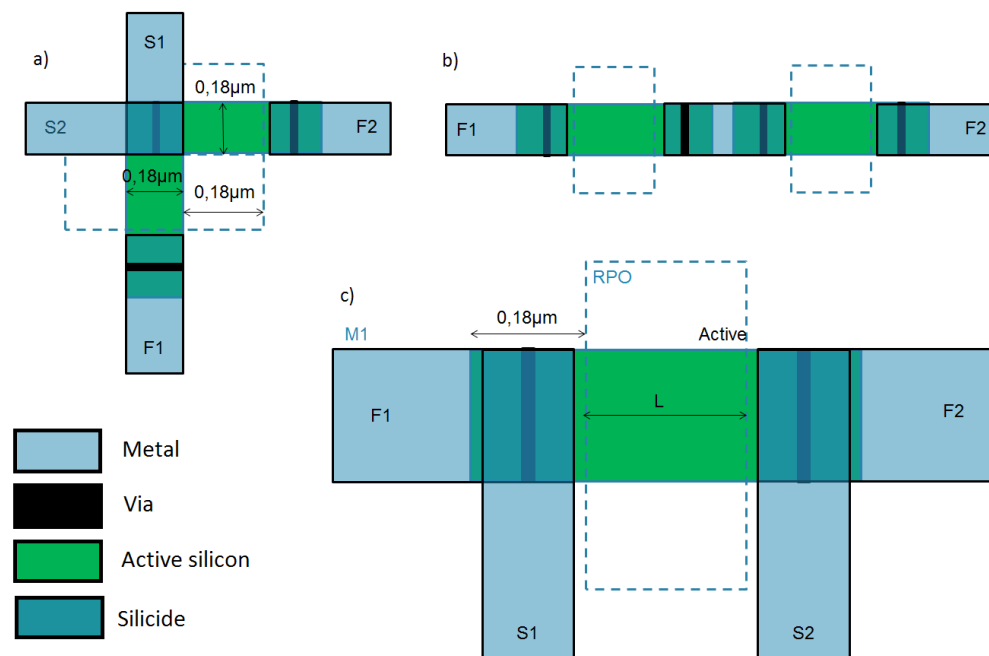 a)
S1
0,18µm
S2
F2
0,18µm
0,18µm
F1
b)
F1
F2
c)
RPO
0,18µm
M1
Active
F1
L
F2
S1
S2
Metal
Via
Active silicon
Silicide